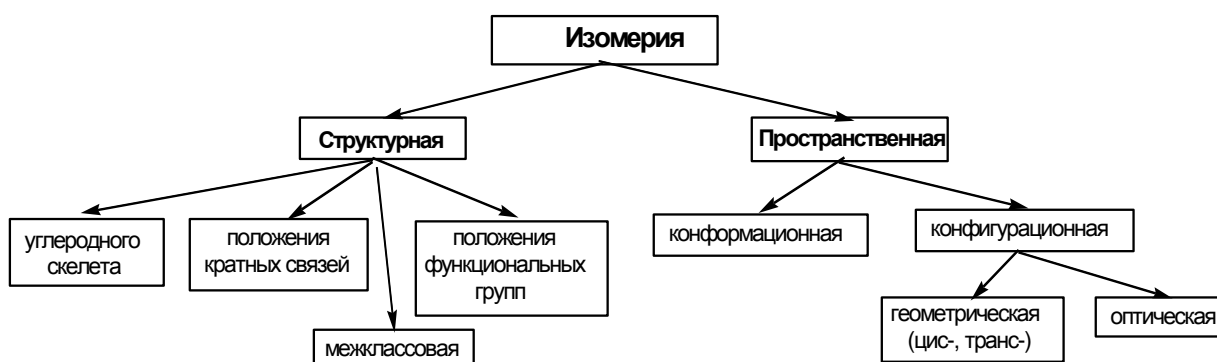 Изомерия
Структурная
Пространственная
углеродного
скелета
положения
кратных связей
положения
функциональных
групп
межклассовая
конформационная
конфигурационная
геометрическая
(цис-, транс-)
оптическая